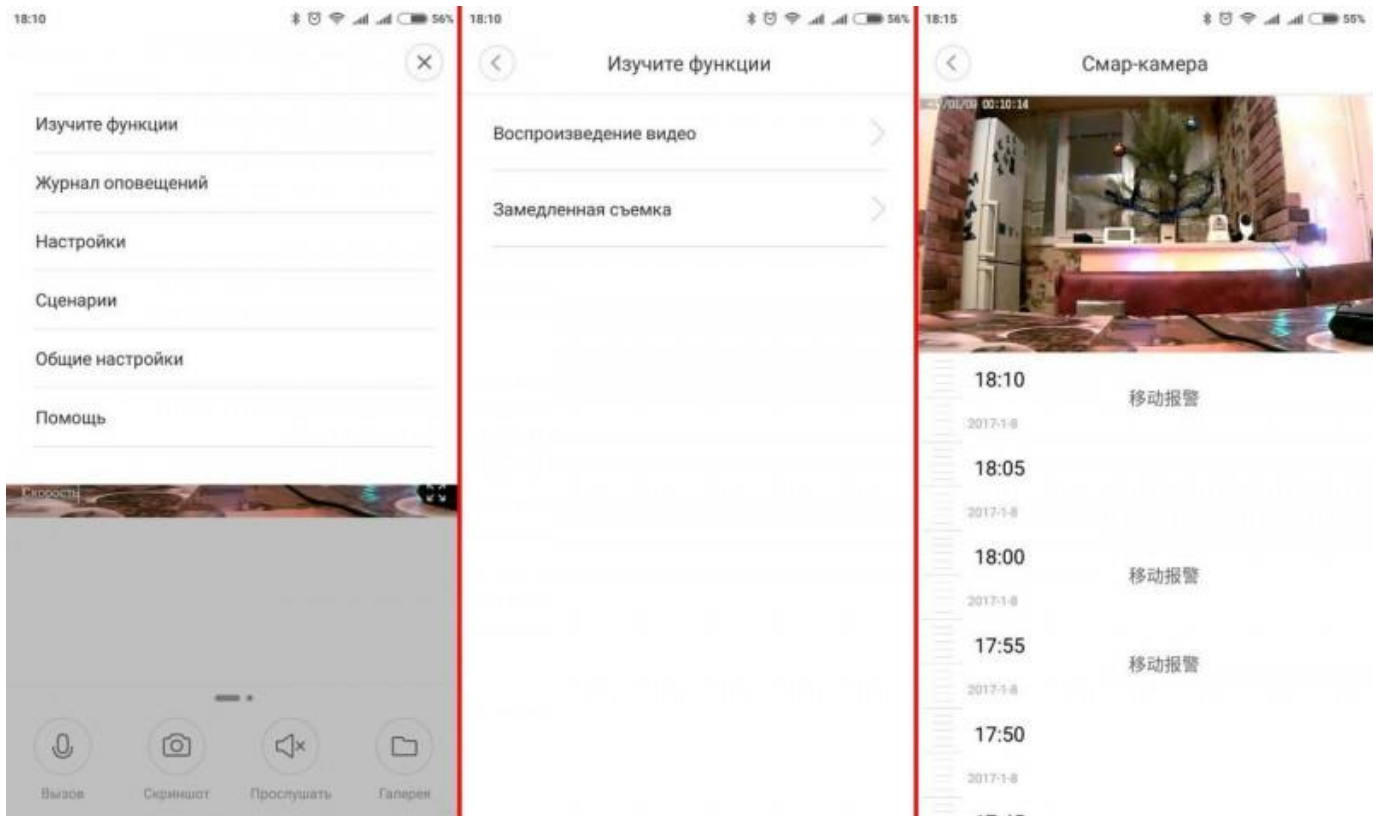 18:10
56%
Изучите функции
Журнал оповещений
Настройки
Сценарии
Общие настройки
Помощь
Скорость
Вызов
Скриншот
Прослушать
Галерея
18:10
56%
Изучите функции
Воспроизведение видео
Замедленная съемка
18:15
55%
Смар-камера
/01/09 00:10:14
18:10
移动报警
2017-1-8
18:05
2017-1-8
18:00
移动报警
2017-1-8
17:55
移动报警
2017-1-8
17:50
2017-1-8